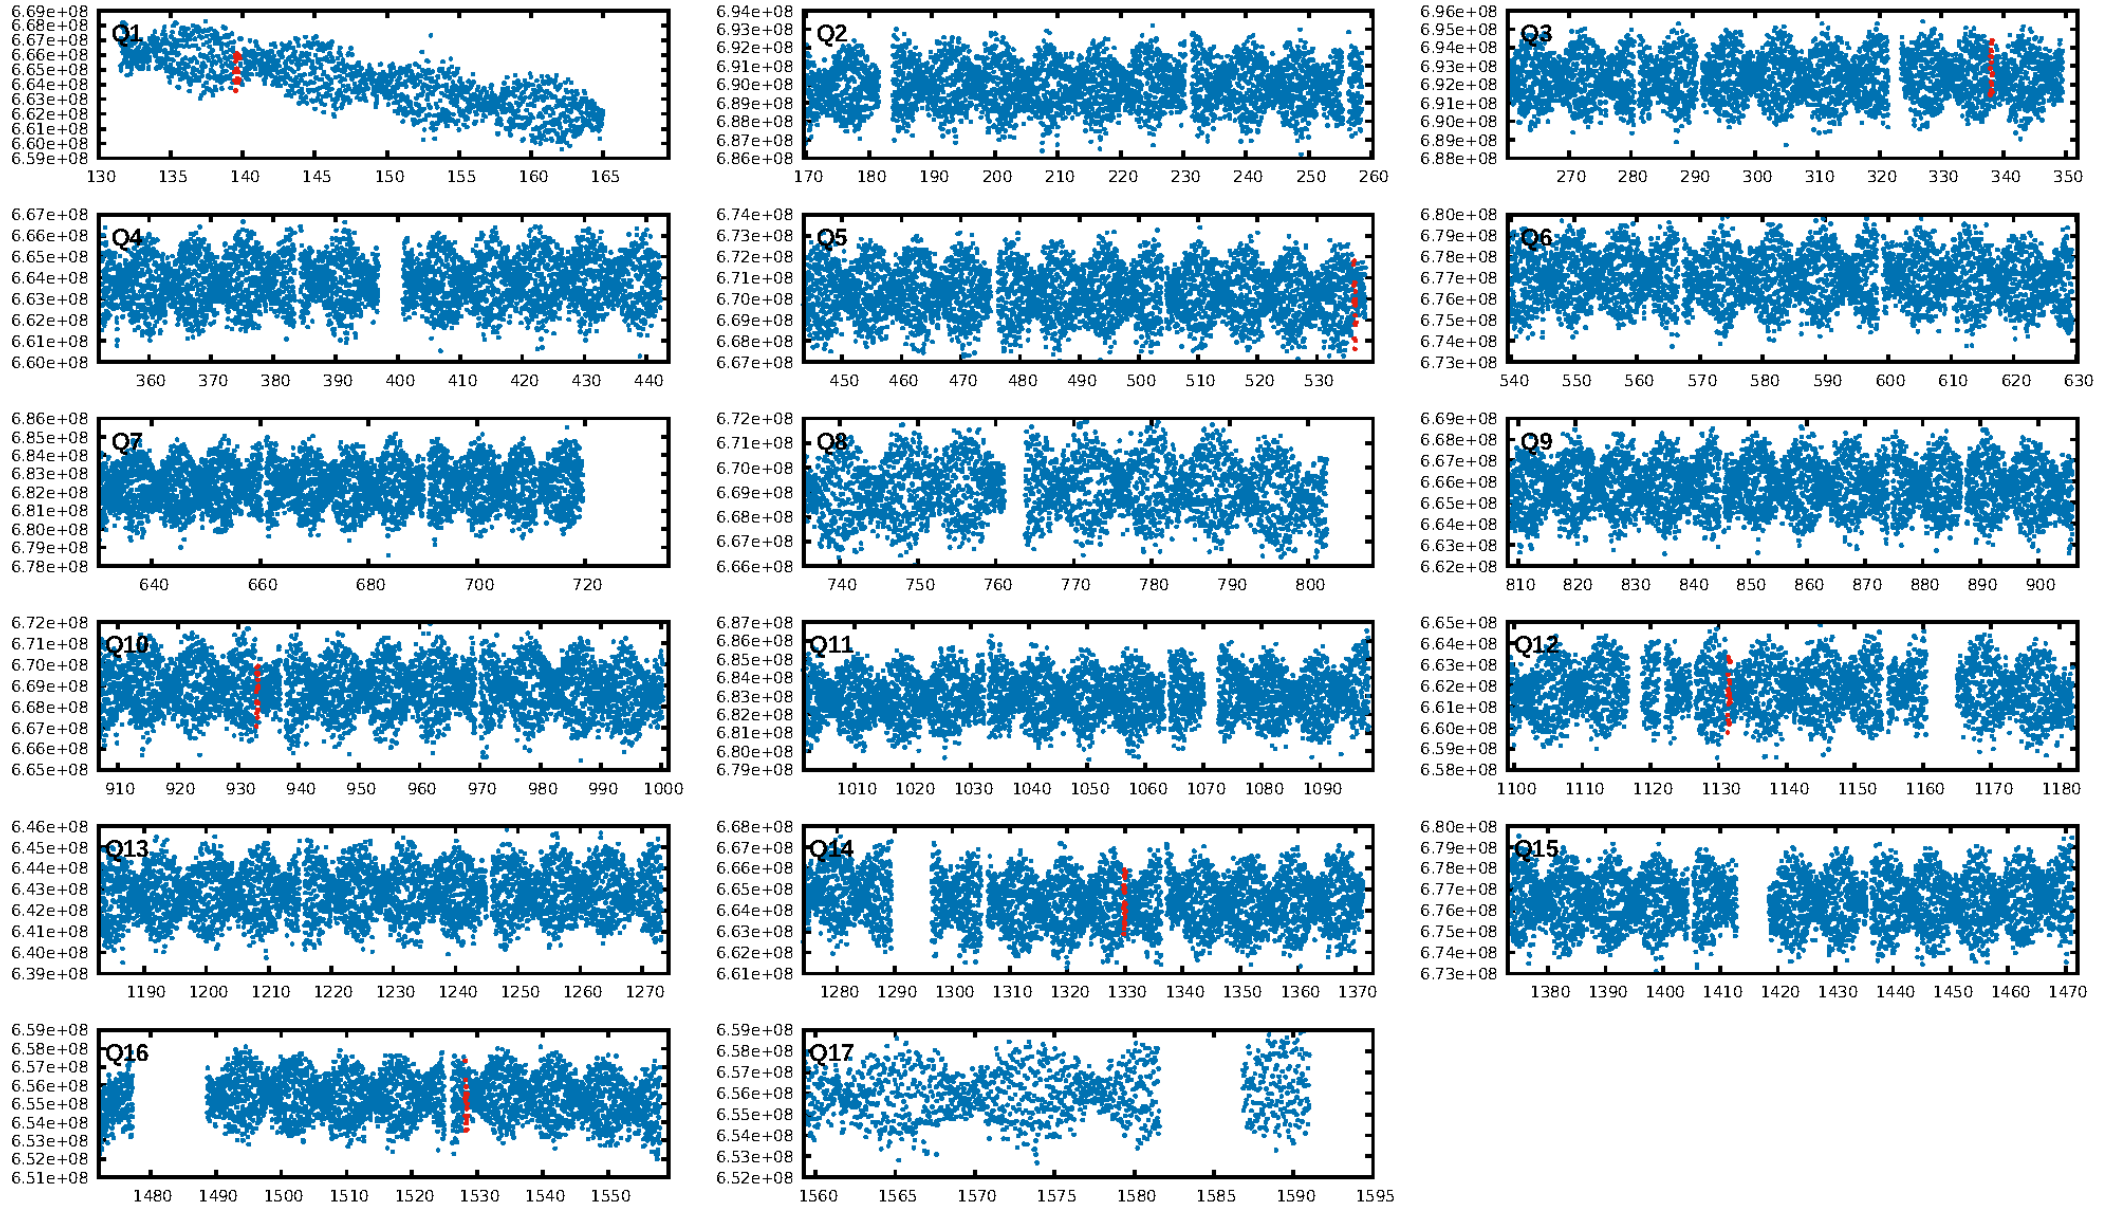 Q1
6.69e+08
6.68e+08
6.67e+08
6.66e+08
6.65e+08
6.64e+08
6.63e+08
6.62e+08
6.61e+08
6.60e+08
6.59e+08
130 135 140 145 150 155 160 165
Q2
6.94e+08
6.93e+08
6.92e+08
6.91e+08
6.90e+08
6.89e+08
6.88e+08
6.87e+08
6.86e+08
170 180 190 200 210 220 230 240 250 260
Q3
6.96e+08
6.95e+08
6.94e+08
6.93e+08
6.92e+08
6.91e+08
6.90e+08
6.89e+08
6.88e+08
270 280 290 300 310 320 330 340 350
Q4
6.67e+08
6.66e+08
6.65e+08
6.64e+08
6.63e+08
6.62e+08
6.61e+08
6.60e+08
360 370 380 390 400 410 420 430 440
Q5
6.74e+08
6.73e+08
6.72e+08
6.71e+08
6.70e+08
6.69e+08
6.68e+08
6.67e+08
450 460 470 480 490 500 510 520 530
Q6
6.80e+08
6.79e+08
6.78e+08
6.77e+08
6.76e+08
6.75e+08
6.74e+08
6.73e+08
540 550 560 570 580 590 600 610 620 630
Q7
6.86e+08
6.85e+08
6.84e+08
6.83e+08
6.82e+08
6.81e+08
6.80e+08
6.79e+08
6.78e+08
640 660 680 700 720
Q8
6.72e+08
6.71e+08
6.70e+08
6.69e+08
6.68e+08
6.67e+08
6.66e+08
740 750 760 770 780 790 800
Q9
6.69e+08
6.68e+08
6.67e+08
6.66e+08
6.65e+08
6.64e+08
6.63e+08
6.62e+08
810 820 830 840 850 860 870 880 890 900
Q10
6.72e+08
6.71e+08
6.70e+08
6.69e+08
6.68e+08
6.67e+08
6.66e+08
6.65e+08
910 920 930 940 950 960 970 980 990 1000
Q11
6.87e+08
6.86e+08
6.85e+08
6.84e+08
6.83e+08
6.82e+08
6.81e+08
6.80e+08
6.79e+08
1010 1020 1030 1040 1050 1060 1070 1080 1090
Q12
6.65e+08
6.64e+08
6.63e+08
6.62e+08
6.61e+08
6.60e+08
6.59e+08
6.58e+08
1100 1110 1120 1130 1140 1150 1160 1170 1180
Q13
6.46e+08
6.45e+08
6.44e+08
6.43e+08
6.42e+08
6.41e+08
6.40e+08
6.39e+08
1190 1200 1210 1220 1230 1240 1250 1260 1270
Q14
6.68e+08
6.67e+08
6.66e+08
6.65e+08
6.64e+08
6.63e+08
6.62e+08
6.61e+08
1280 1290 1300 1310 1320 1330 1340 1350 1360 1370
Q15
6.80e+08
6.79e+08
6.78e+08
6.77e+08
6.76e+08
6.75e+08
6.74e+08
6.73e+08
1380 1390 1400 1410 1420 1430 1440 1450 1460 1470
Q16
6.59e+08
6.58e+08
6.57e+08
6.56e+08
6.55e+08
6.54e+08
6.53e+08
6.52e+08
6.51e+08
1480 1490 1500 1510 1520 1530 1540 1550
Q17
6.59e+08
6.58e+08
6.57e+08
6.56e+08
6.55e+08
6.54e+08
6.53e+08
6.52e+08
1560 1565 1570 1575 1580 1585 1590 1595